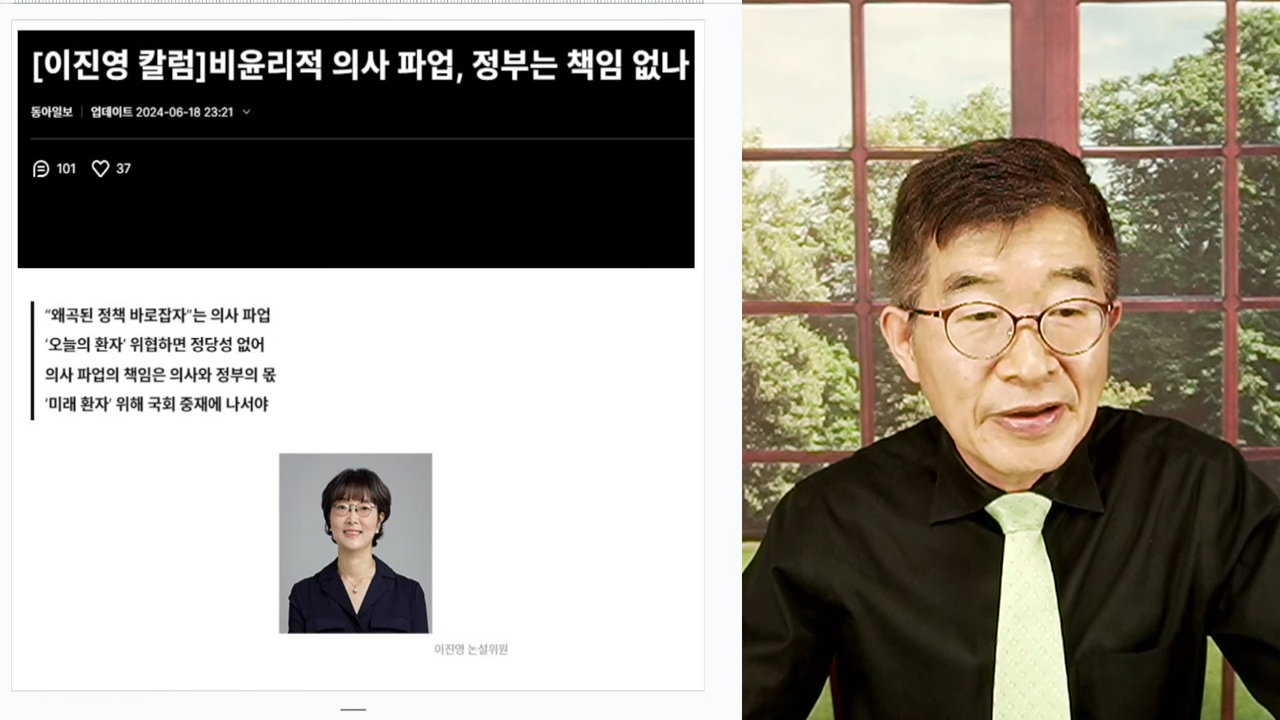 [이진영 칼럼]비윤리적 의사 파업, 정부는 책임 없나
동아일보 업데이트 2024-06-18 23:21
101 37
“왜곡된 정책 바로잡자”는 의사 파업
‘오늘의 환자’ 위협하면 정당성 없어
의사 파업의 책임은 의사와 정부의 몫
‘미래 환자’ 위해 국회 중재에 나서야
이진영 논설위원